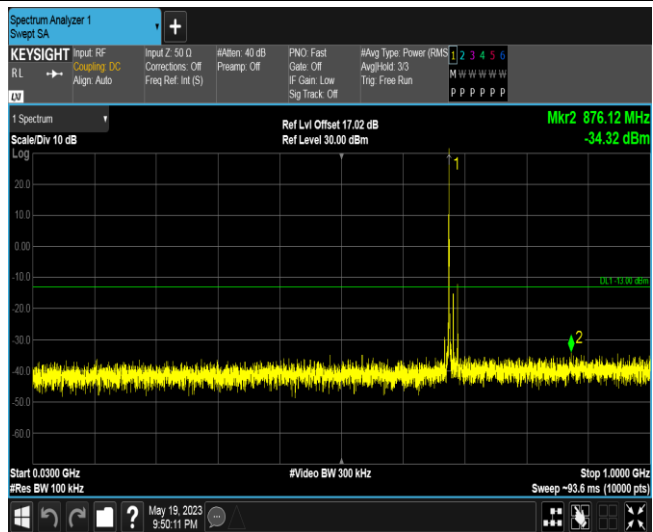 Spectrum Analyzer 1
Swept SA
+
KEYSIGHT Input: RF Input Z: 50 Ω #Atten: 40 dB PNO: Fast #Avg Type: Power (RMS 1 2 3 4 5 6
RL Coupling: DC Corrections: Off Preamp: Off Gate: Off Avg|Hold: 3/3 M W W W W W
Align: Auto Freq Ref: Int (S) IF Gain: Low Trig: Free Run
Sig Track: Off P P P P P P
LXI
1 Spectrum Ref Lvl Offset 17.02 dB Mkr2 876.12 MHz
Scale/Div 10 dB Ref Level 30.00 dBm -34.32 dBm
Log
1
20.0
10.0
0.00
-10.0
DL1 -13.00 dBm
-20.0
-30.0
2
-40.0
-50.0
-60.0
Start 0.0300 GHz #Video BW 300 kHz Stop 1.0000 GHz
#Res BW 100 kHz Sweep ~93.6 ms (10000 pts)
? May 19, 2023
9:50:11 PM